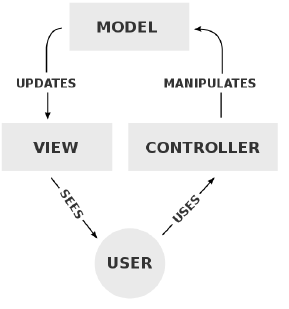 MODEL
UPDATES
MANIPULATES
VIEW
CONTROLLER
SEES
USES
USER